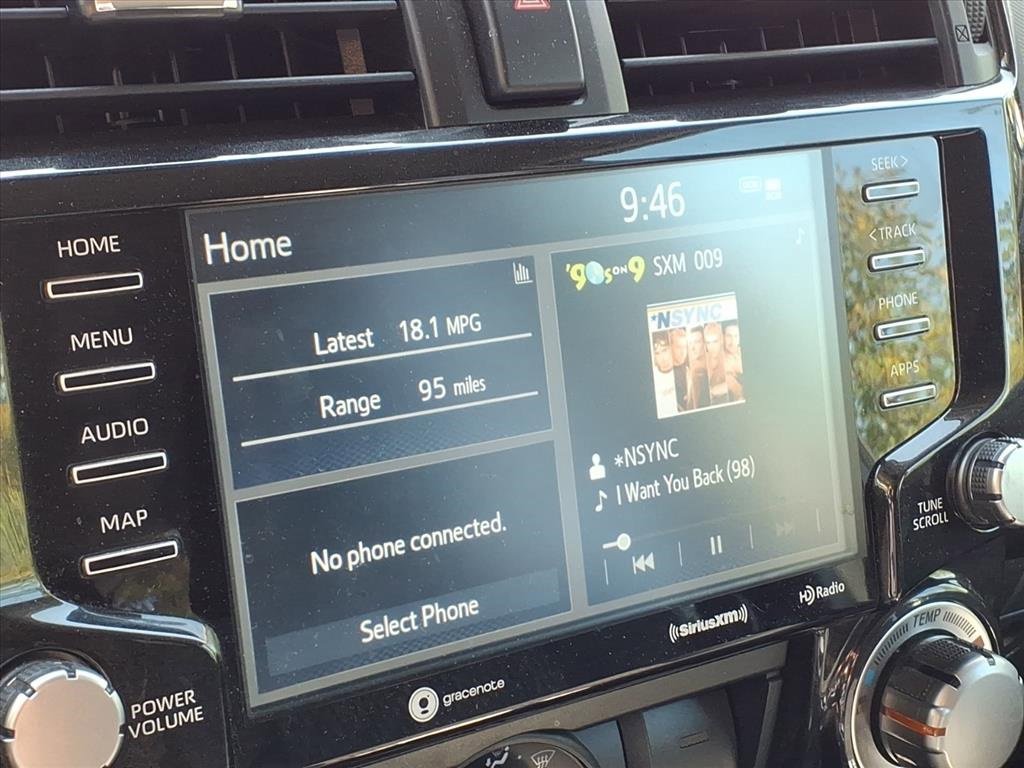 HOME
MENU
AUDIO
MAP
POWER
VOLUME
Home
9:46
Latest 18.1 MPG
Range 95 miles
No phone connected.
Select Phone
'90s ON 9 SXM 009
*NSYNC
*NSYNC
I Want You Back (98)
SEEK >
< TRACK
PHONE
APPS
TUNE
SCROLL
TEMP
gracenote
((SiriusXM))
HD Radio